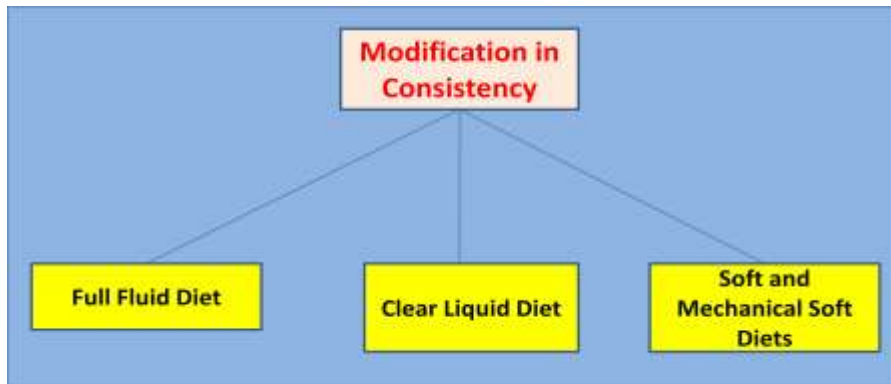 Modification in
Consistency
Full Fluid Diet
Clear Liquid Diet
Soft and
Mechanical Soft
Diets